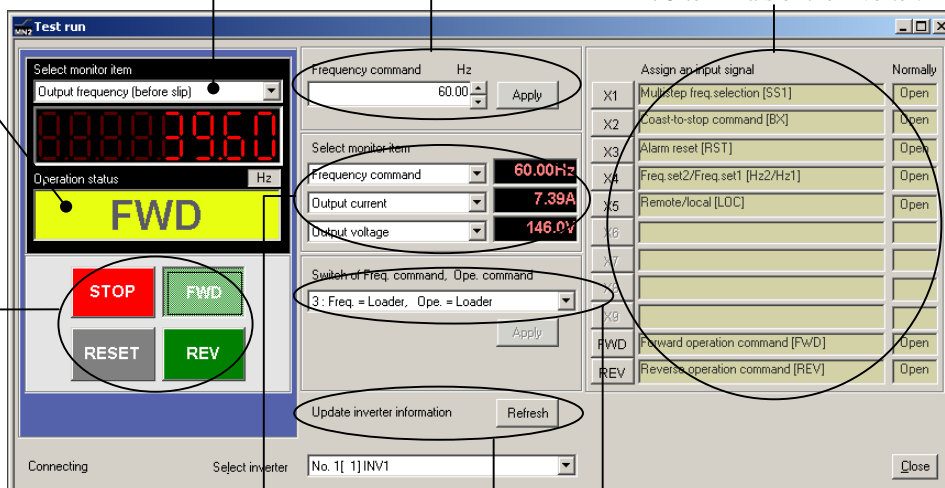 MN2 Test run
Select monitor item
Output frequency (before slip)
39.60
Operation status
Hz
FWD
STOP
FWD
RESET
REV
Frequency command Hz
60.00
Apply
Select monitor item
Frequency command
60.00Hz
Output current
7.39A
Output voltage
146.0V
Switch of Freq. command, Ope. command
3 : Freq. = Loader, Ope. = Loader
Apply
Update inverter information
Refresh
Assign an input signal Normally
X1 Multistep freq.selection [SS1] Open
X2 Coast-to-stop command [BX] Open
X3 Alarm reset [RST] Open
X4 Freq.set2/Freq.set1 [Hz2/Hz1] Open
X5 Remote/local [LOC] Open
X6
X7
X8
X9
FWD Forward operation command [FWD] Open
REV Reverse operation command [REV] Open
Connecting
Select inverter
No. 1[ 1] INV1
Close